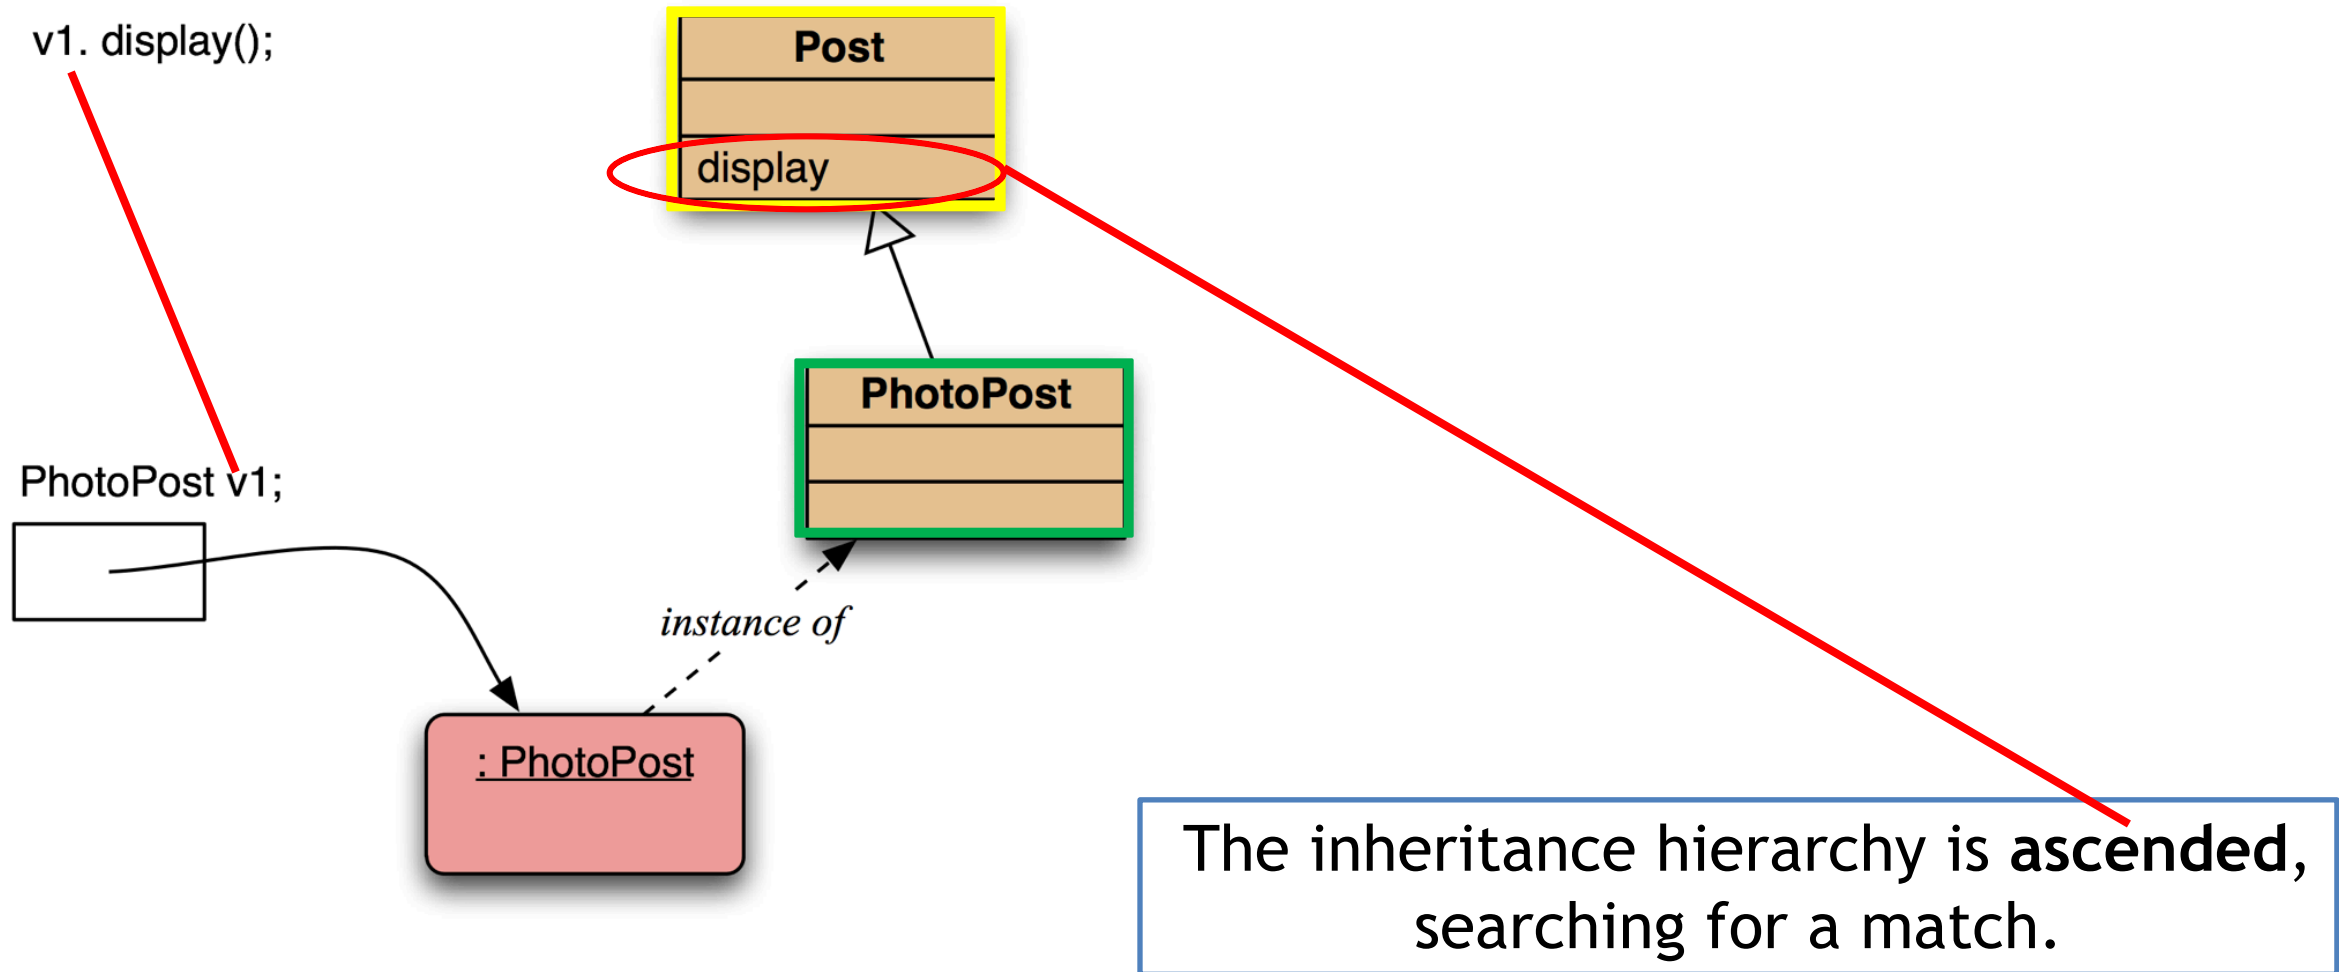 v1. display();
Post
display
PhotoPost
PhotoPost v1;
instance of
: PhotoPost
The inheritance hierarchy is ascended,
searching for a match.